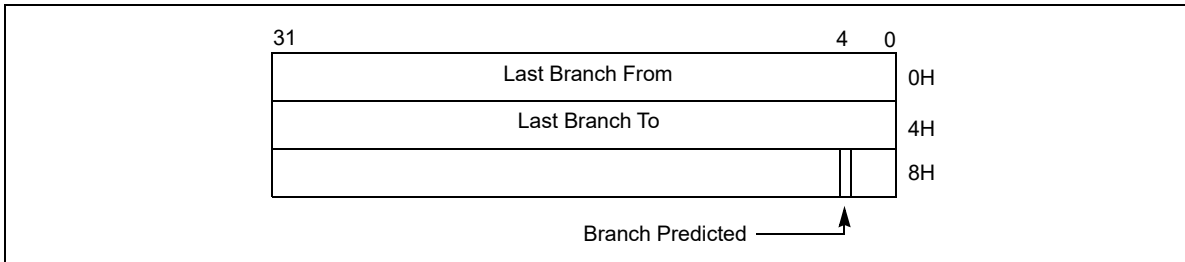 31 4 0
Last Branch From 0H
Last Branch To 4H
8H
Branch Predicted